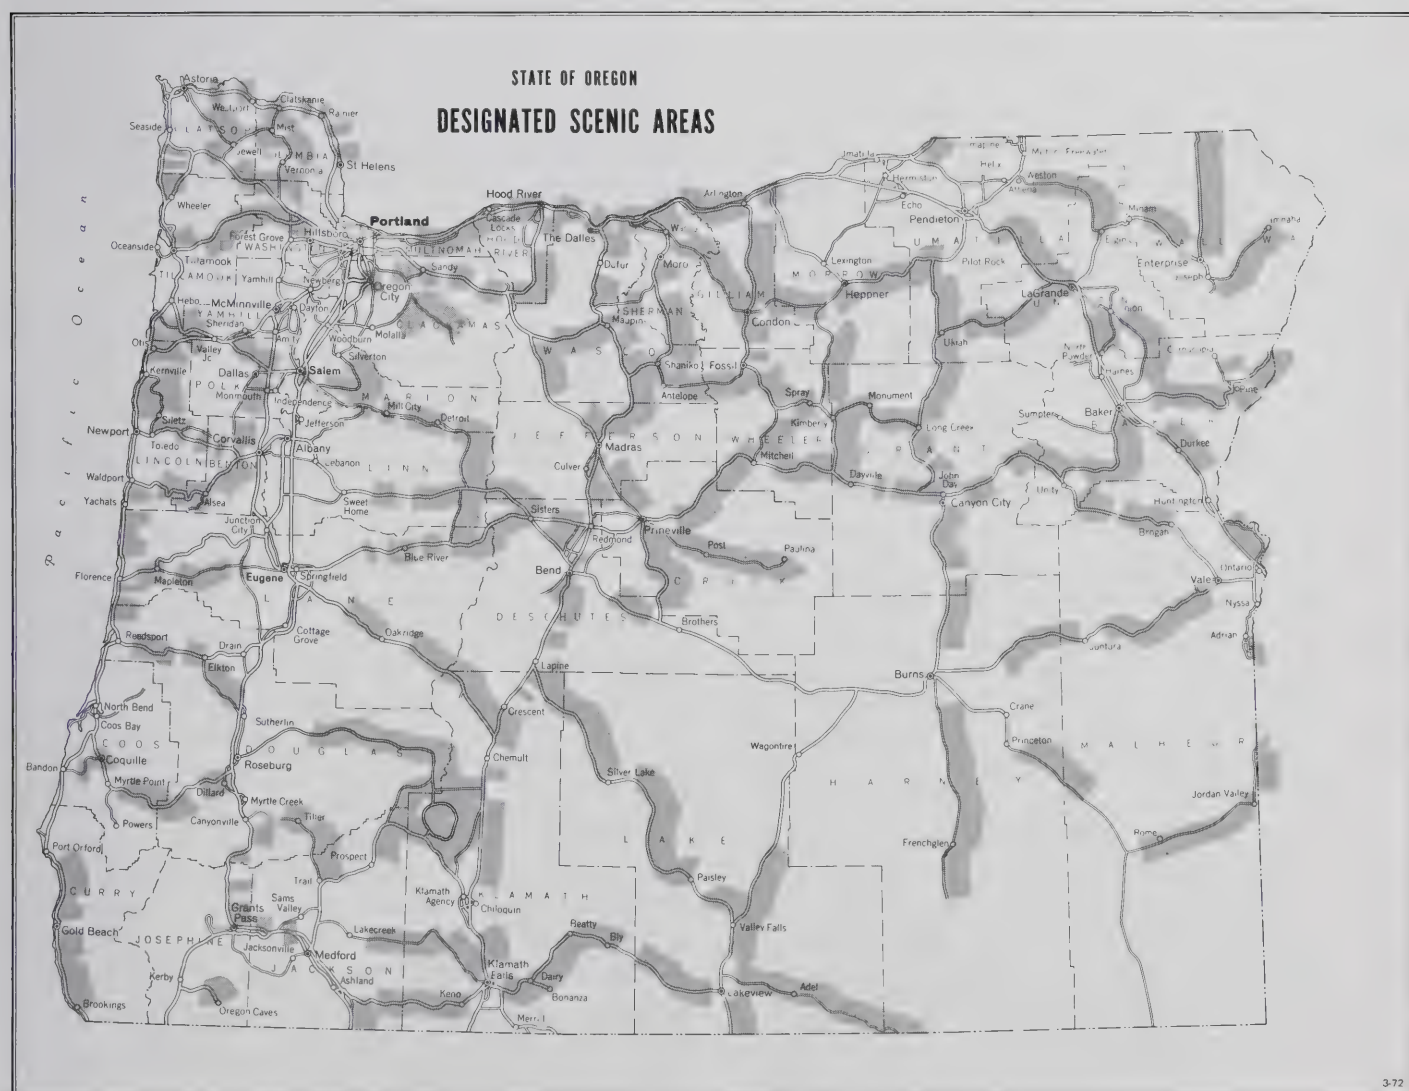 STATE OF OREGON
DESIGNATED SCENIC AREAS
Pacific Ocean
Astoria
Clatskanie
Rainier
Seaside
CLATSOP
Mist
Jewell
Vernonia
St Helens
Wheeler
Portland
Hood River
Cascade Locks
The Dalles
Arlington
Umatilla
Hermiston
Helix
Athena
Weston
Echo
Pendleton
Minam
Elgin
Imnaha
Enterprise
Joseph
UMATILLA
Pilot Rock
Oceanside
Tillamook
TILLAMOOK
Forest Grove
Hillsboro
WASHINGTON
MULTNOMAH
Sandy
Dufur
Moro
Lexington
MORROW
Heppner
LaGrande
Union
Yamhill
Newberg
Oregon City
Hebo
McMinnville
YAMHILL
Dayton
Sheridan
Amity
Woodburn
Molalla
CLACKAMAS
Silverton
Maupin
SHERMAN
GILLIAM
Condon
Ukiah
North Powder
Haines
Otis
Valley Jc
Kernville
Dallas
Salem
POLK
Monmouth
Independence
MARION
Mill City
Detroit
Jefferson
WASCO
Shaniko
Fossil
Antelope
Spray
Kimberly
Monument
Long Creek
Sumpter
Baker
BAKER
Durkee
Huntington
Siletz
Newport
Toledo
Corvallis
Albany
LINCOLN
BENTON
Lebanon
LINN
JEFFERSON
Madras
WHEELER
Mitchell
Culver
Dayville
GRANT
John Day
Canyon City
Unity
Brogan
Waldport
Yachats
Alsea
Sweet Home
Junction City
Sisters
Redmond
Prineville
Post
Paulina
CROOK
Ontario
Vale
Nyssa
Adrian
Florence
Mapleton
Eugene
Springfield
Blue River
Bend
LANE
DESCHUTES
Brothers
Juntura
Reedsport
Drain
Cottage Grove
Oakridge
Elkton
Lapine
Burns
North Bend
Coos Bay
COOS
Sutherlin
Crescent
Crane
Princeton
MALHEUR
Bandon
Coquille
DOUGLAS
Roseburg
Chemult
Wagontire
HARNEY
Myrtle Point
Dillard
Silver Lake
Jordan Valley
Myrtle Creek
Powers
Canyonville
Tiller
Rome
Port Orford
Prospect
LAKE
Frenchglen
CURRY
Trail
Paisley
Sams Valley
Klamath Agency
KLAMATH
Chiloquin
Gold Beach
Grants Pass
JOSEPHINE
Lakecreek
Beatty
Bly
Valley Falls
Jacksonville
Medford
JACKSON
Klamath Falls
Kerby
Ashland
Dairy
Bonanza
Keno
Lakeview
Adel
Brookings
Oregon Caves
3-72